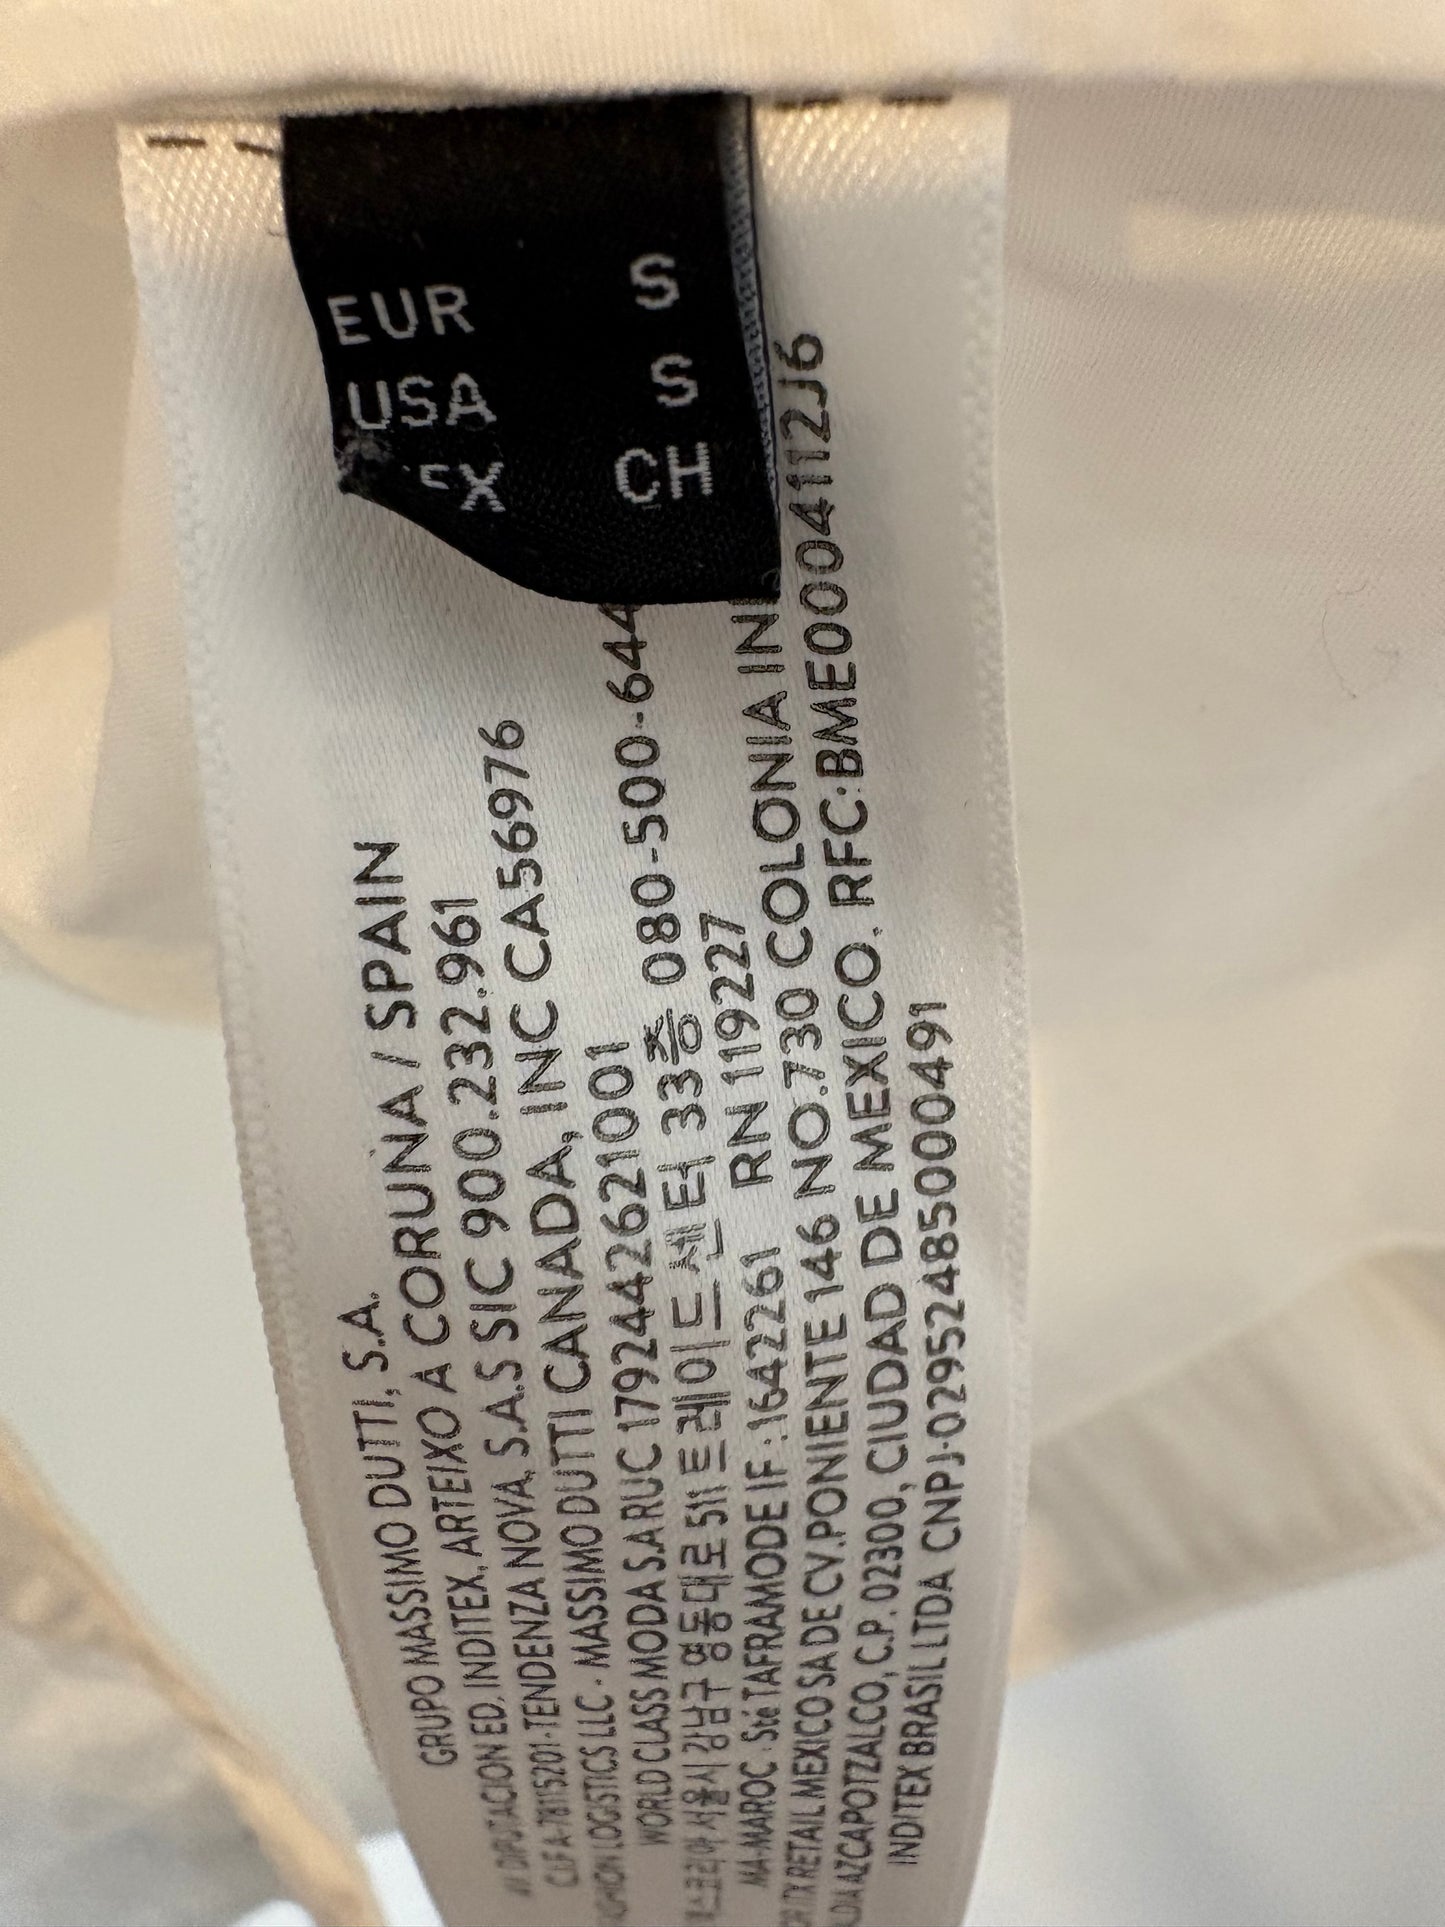 EUR S
USA S
EX CH
GRUPO MASSIMO DUTTI, S.A.
AV DIPUTACION ED. INDITEX, ARTEIXO A CORUNA / SPAIN
C.I.F A-78115201-TENDENZA NOVA, S.A.S SIC 900.232.961
LOGISTICS LLC - MASSIMO DUTTI CANADA, INC CA56976
WORLD CLASS MODA S.A RUC 1792442621001
서울시 강남구 영동대로 511 트레이드 센터 33층 080-500-644
MA-MAROC : Sté TAFRAMODE IF :1642261 RN 119227
ITX RETAIL MEXICO SA DE CV.PONIENTE 146 NO.730 COLONIA IN
AZCAPOTZALCO, C.P. 02300, CIUDAD DE MEXICO. RFC:BME0004112J6
INDITEX BRASIL LTDA CNPJ-02952485000491